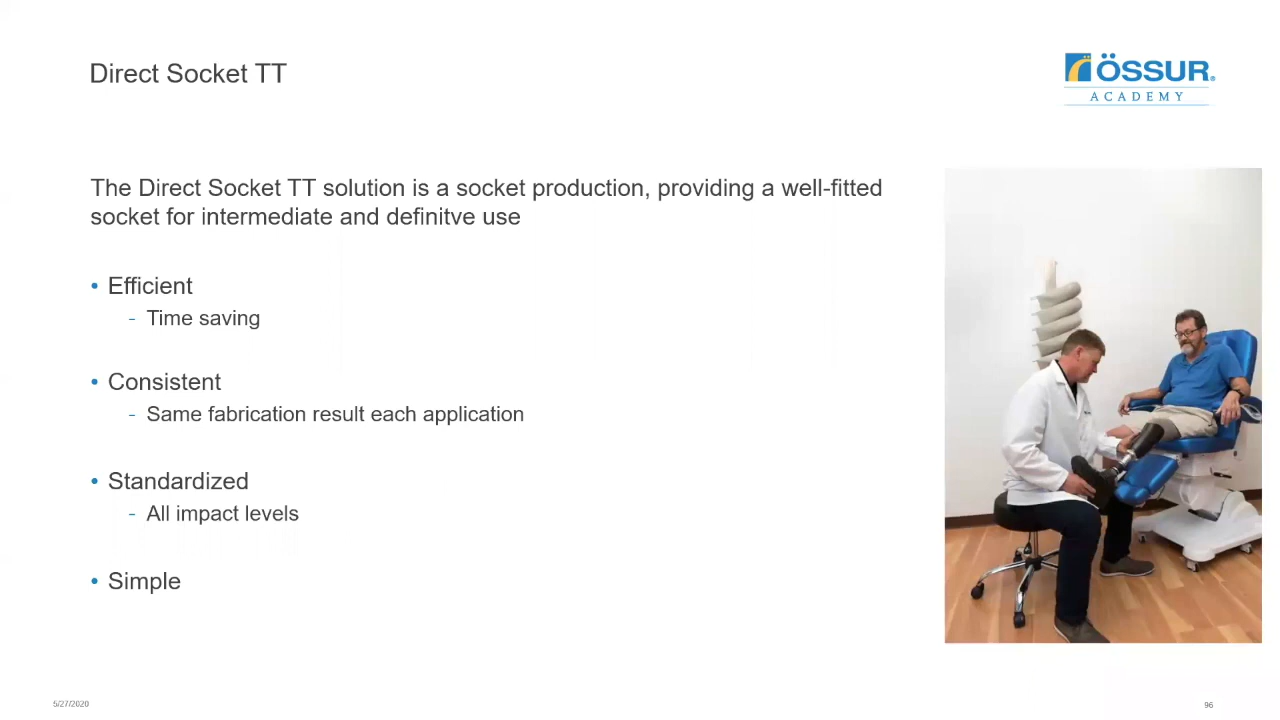 Direct Socket TT
ÖSSUR®
ACADEMY
The Direct Socket TT solution is a socket production, providing a well-fitted
socket for intermediate and definitve use
• Efficient
- Time saving
• Consistent
- Same fabrication result each application
• Standardized
- All impact levels
• Simple
5/27/2020
96